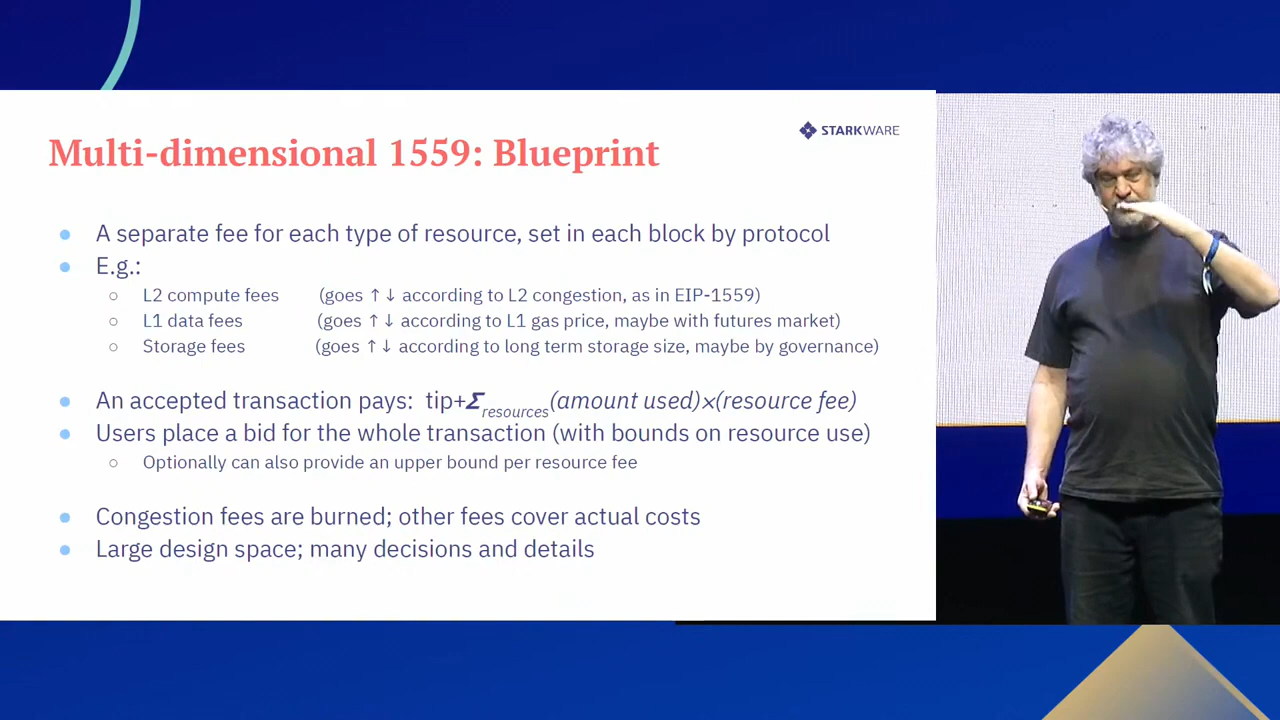 STARKWARE
Multi-dimensional 1559: Blueprint
● A separate fee for each type of resource, set in each block by protocol
● E.g.:
○ L2 compute fees (goes ↑↓ according to L2 congestion, as in EIP-1559)
○ L1 data fees (goes ↑↓ according to L1 gas price, maybe with futures market)
○ Storage fees (goes ↑↓ according to long term storage size, maybe by governance)
● An accepted transaction pays: tip+Σresources(amount used)×(resource fee)
● Users place a bid for the whole transaction (with bounds on resource use)
○ Optionally can also provide an upper bound per resource fee
● Congestion fees are burned; other fees cover actual costs
● Large design space; many decisions and details